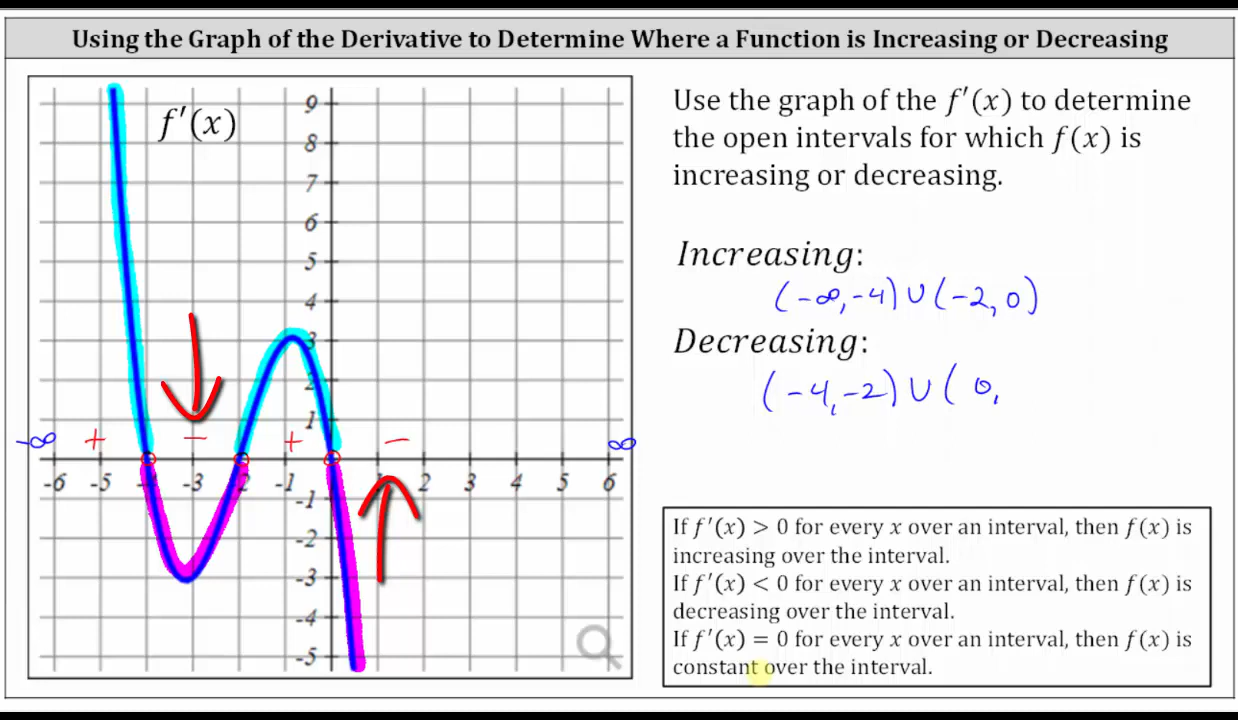 Using the Graph of the Derivative to Determine Where a Function is Increasing or Decreasing
f′(x)
9
8
7
6
5
4
3
2
1
-∞ + − + − ∞
-6 -5 -4 -3 -2 -1 1 2 3 4 5 6
-1
-2
-3
-4
-5
Use the graph of the f′(x) to determine
the open intervals for which f(x) is
increasing or decreasing.
Increasing:
(-∞,-4) ∪ (-2, 0)
Decreasing:
(-4,-2) ∪ ( 0,
If f′(x) > 0 for every x over an interval, then f(x) is
increasing over the interval.
If f′(x) < 0 for every x over an interval, then f(x) is
decreasing over the interval.
If f′(x) = 0 for every x over an interval, then f(x) is
constant over the interval.